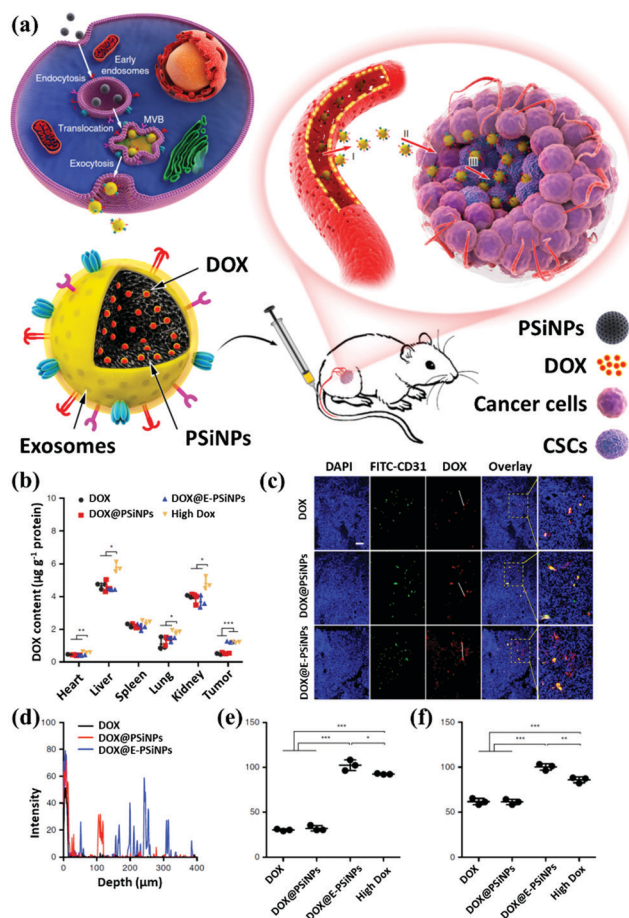 (a)
Early
endosomes
Endocytosis
Translocation
MVB
Exocytosis
I
II
III
DOX
PSiNPs
Exosomes
PSiNPs
DOX
Cancer cells
CSCs
(b)
DOX
DOX@E-PSiNPs
DOX@PSiNPs
High Dox
DOX content (µg g⁻¹ protein)
8
6
4
2
0
**
*
*
*
***
Heart
Liver
Spleen
Lung
Kidney
Tumor
(c)
DAPI
FITC-CD31
DOX
Overlay
DOX
DOX@PSiNPs
DOX@E-PSiNPs
(d)
DOX
DOX@PSiNPs
DOX@E-PSiNPs
Intensity
100
80
60
40
20
0
0
100
200
300
400
Depth (µm)
(e)
150
100
50
0
***
***
*
DOX
DOX@PSiNPs
DOX@E-PSiNPs
High Dox
(f)
150
100
50
0
***
***
**
DOX
DOX@PSiNPs
DOX@E-PSiNPs
High Dox